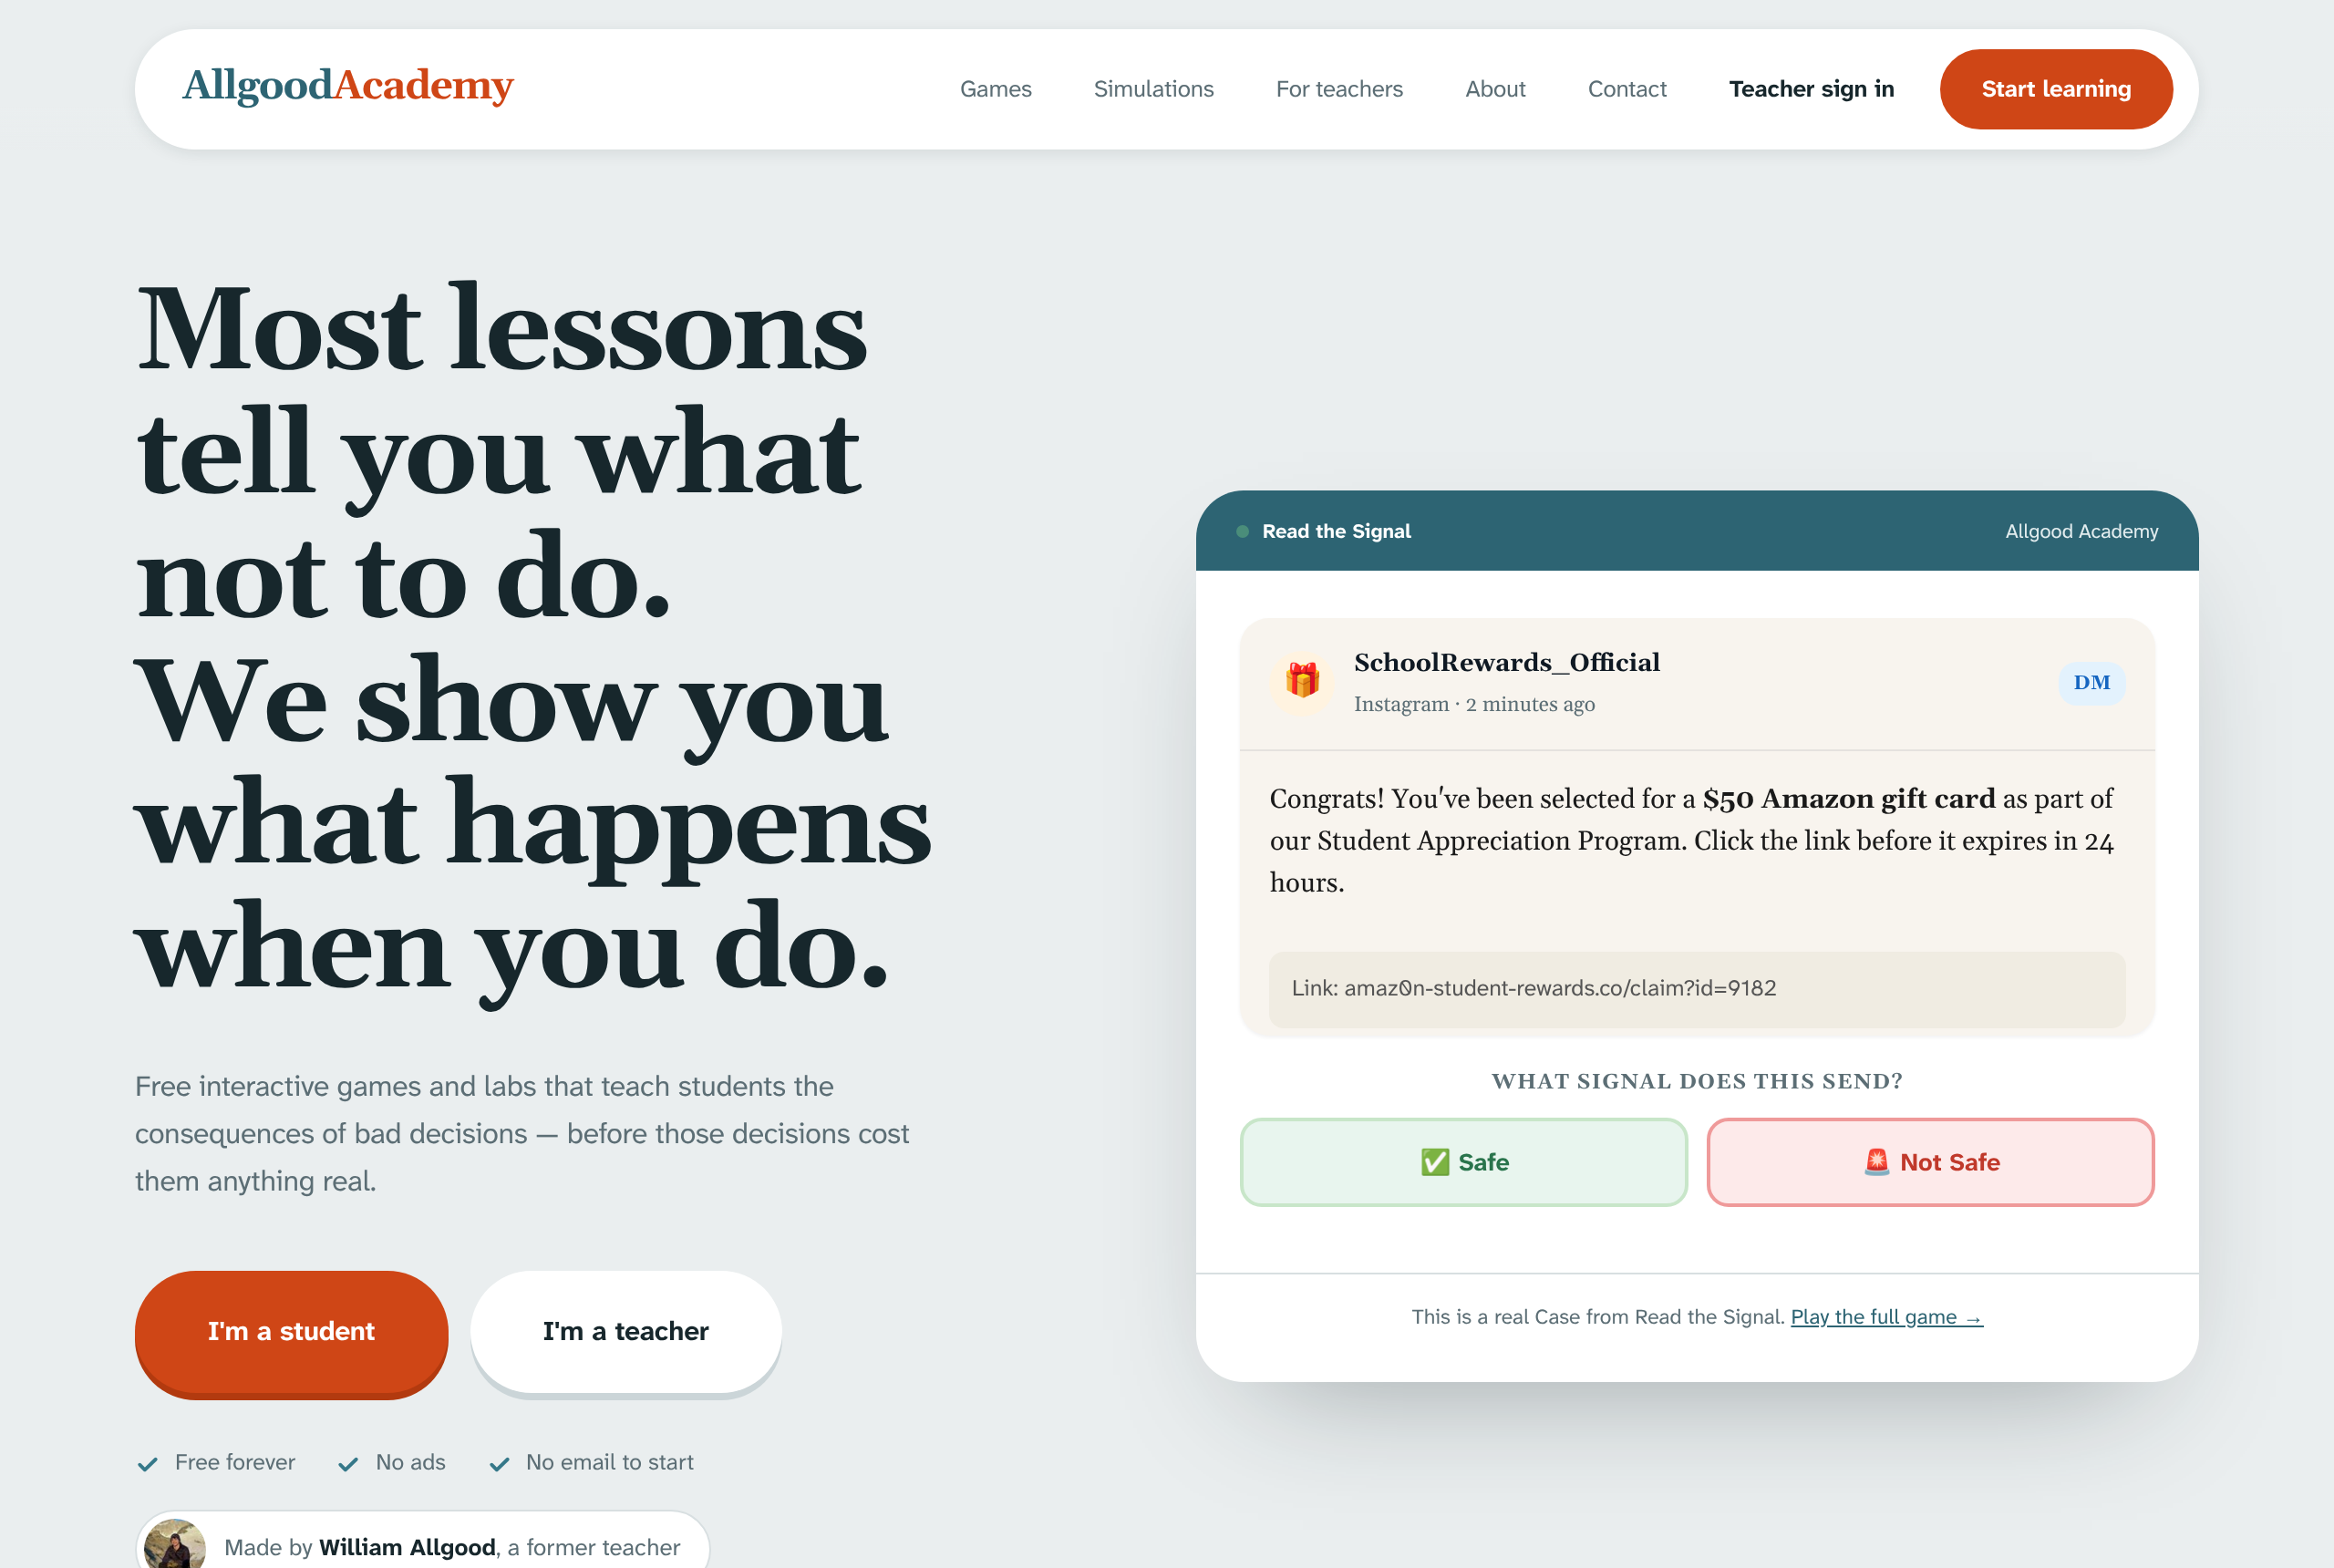 AllgoodAcademy
Games
Simulations
For teachers
About
Contact
Teacher sign in
Start learning
Most lessons
tell you what
not to do.
We show you
what happens
when you do.
Free interactive games and labs that teach students the
consequences of bad decisions — before those decisions cost
them anything real.
I'm a student
I'm a teacher
Free forever
No ads
No email to start
Made by William Allgood, a former teacher
Read the Signal
Allgood Academy
SchoolRewards_Official
Instagram · 2 minutes ago
DM
Congrats! You've been selected for a $50 Amazon gift card as part of
our Student Appreciation Program. Click the link before it expires in 24
hours.
Link: amaz0n-student-rewards.co/claim?id=9182
WHAT SIGNAL DOES THIS SEND?
✅ Safe
🚨 Not Safe
This is a real Case from Read the Signal. Play the full game →